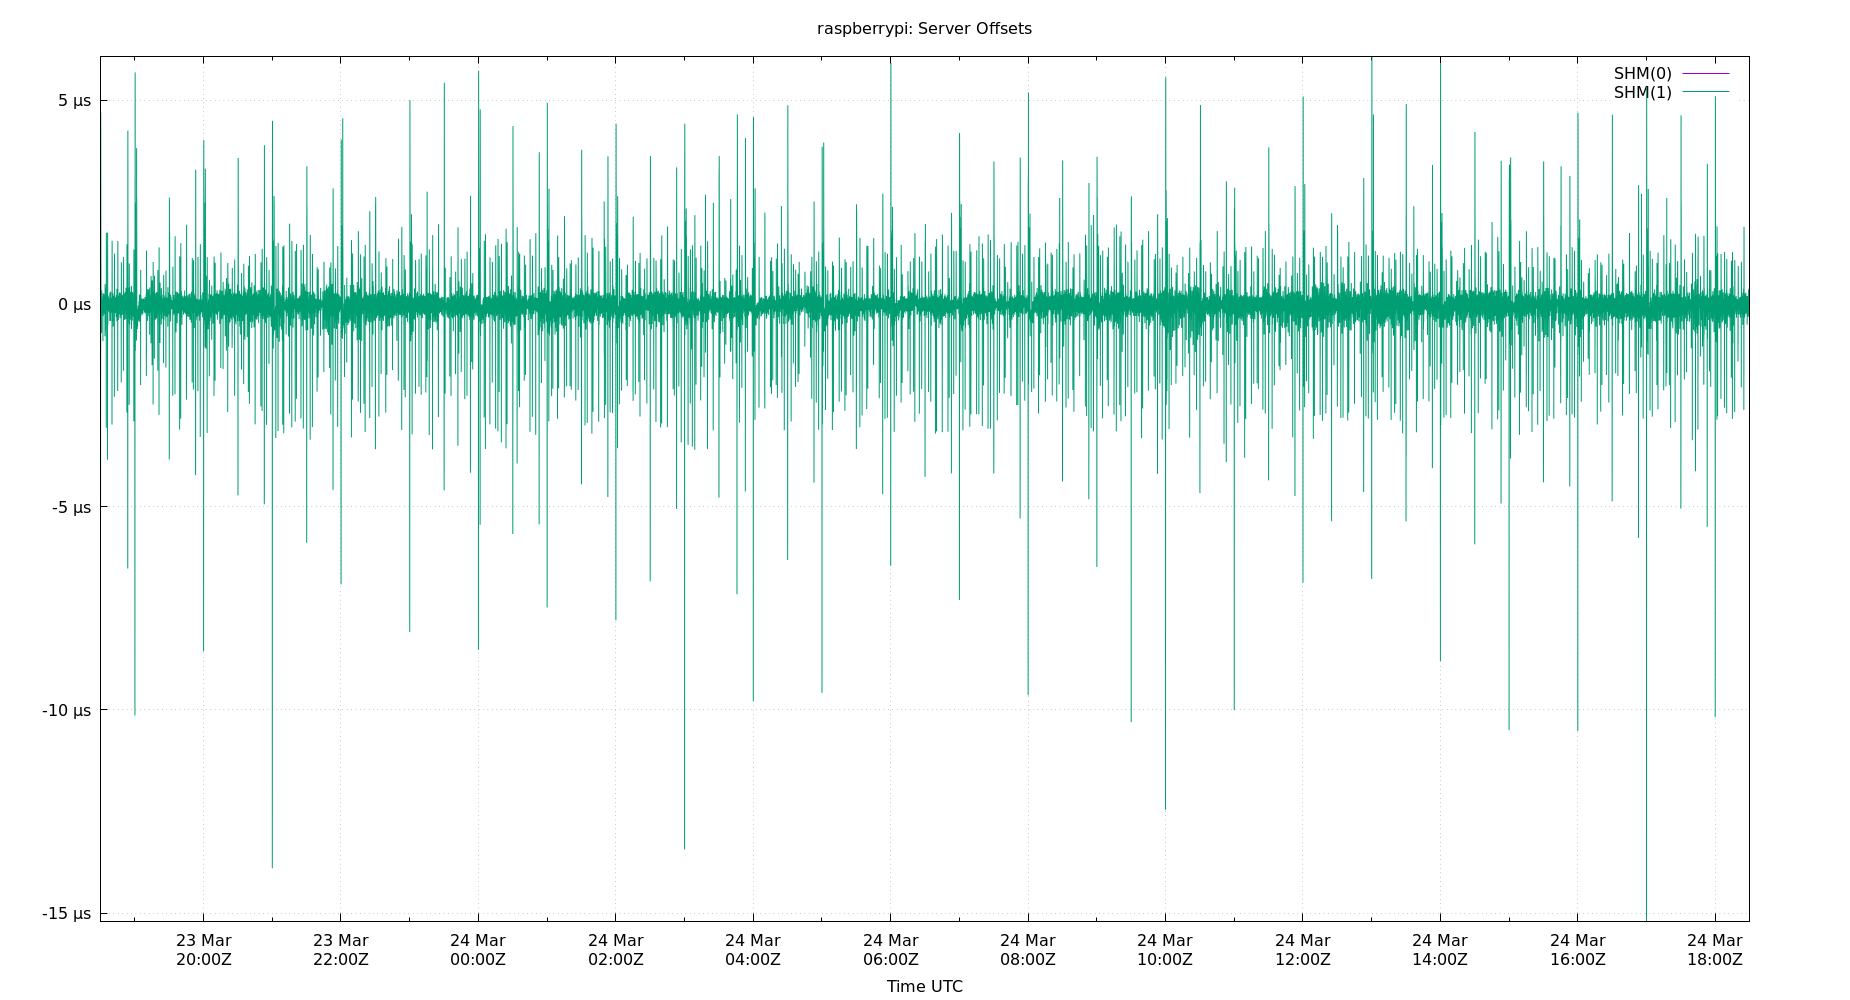 raspberrypi: Server Offsets
SHM(0)
SHM(1)
5 µs
0 µs
-5 µs
-10 µs
-15 µs
23 Mar 23 Mar 24 Mar 24 Mar 24 Mar 24 Mar 24 Mar 24 Mar 24 Mar 24 Mar 24 Mar 24 Mar
20:00Z 22:00Z 00:00Z 02:00Z 04:00Z 06:00Z 08:00Z 10:00Z 12:00Z 14:00Z 16:00Z 18:00Z
Time UTC